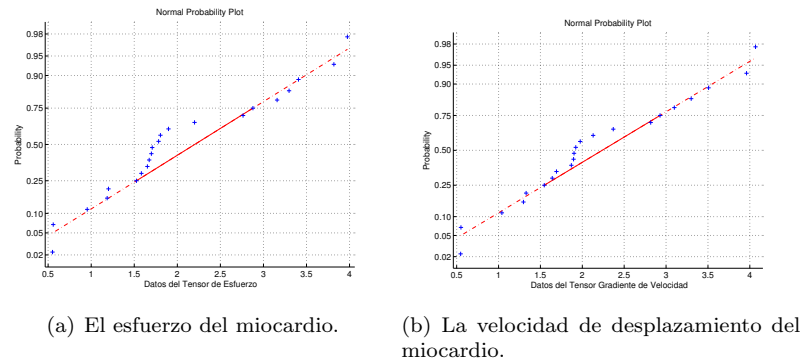 Normal Probability Plot
0.98
0.95
0.90
0.75
0.50
0.25
0.10
0.05
0.02
Probability
0.5 1 1.5 2 2.5 3 3.5 4
Datos del Tensor de Esfuerzo
(a) El esfuerzo del miocardio.
Normal Probability Plot
0.98
0.95
0.90
0.75
0.50
0.25
0.10
0.05
0.02
Probability
0.5 1 1.5 2 2.5 3 3.5 4
Datos del Tensor Gradiente de Velocidad
(b) La velocidad de desplazamiento del
miocardio.